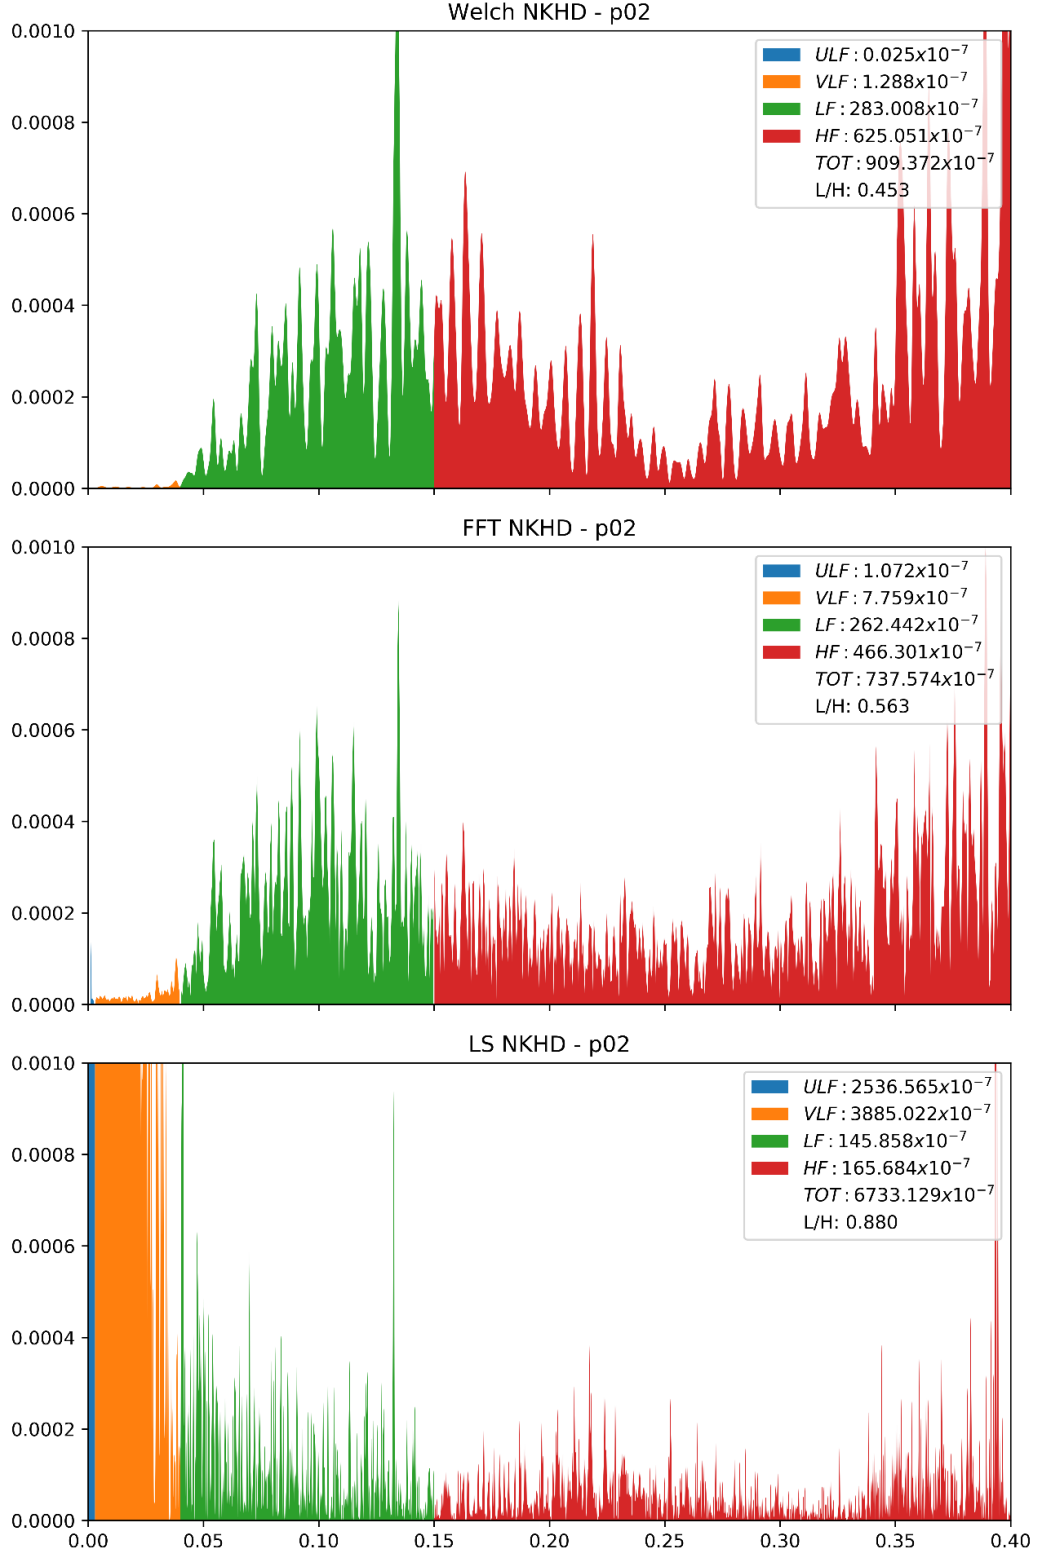 Welch NKHD - p02
0.0010
0.0008
0.0006
0.0004
0.0002
0.0000
ULF : 0.025x10⁻⁷
VLF : 1.288x10⁻⁷
LF : 283.008x10⁻⁷
HF : 625.051x10⁻⁷
TOT : 909.372x10⁻⁷
L/H: 0.453
FFT NKHD - p02
0.0010
0.0008
0.0006
0.0004
0.0002
0.0000
ULF : 1.072x10⁻⁷
VLF : 7.759x10⁻⁷
LF : 262.442x10⁻⁷
HF : 466.301x10⁻⁷
TOT : 737.574x10⁻⁷
L/H: 0.563
LS NKHD - p02
0.0010
0.0008
0.0006
0.0004
0.0002
0.0000
ULF : 2536.565x10⁻⁷
VLF : 3885.022x10⁻⁷
LF : 145.858x10⁻⁷
HF : 165.684x10⁻⁷
TOT : 6733.129x10⁻⁷
L/H: 0.880
0.00 0.05 0.10 0.15 0.20 0.25 0.30 0.35 0.40